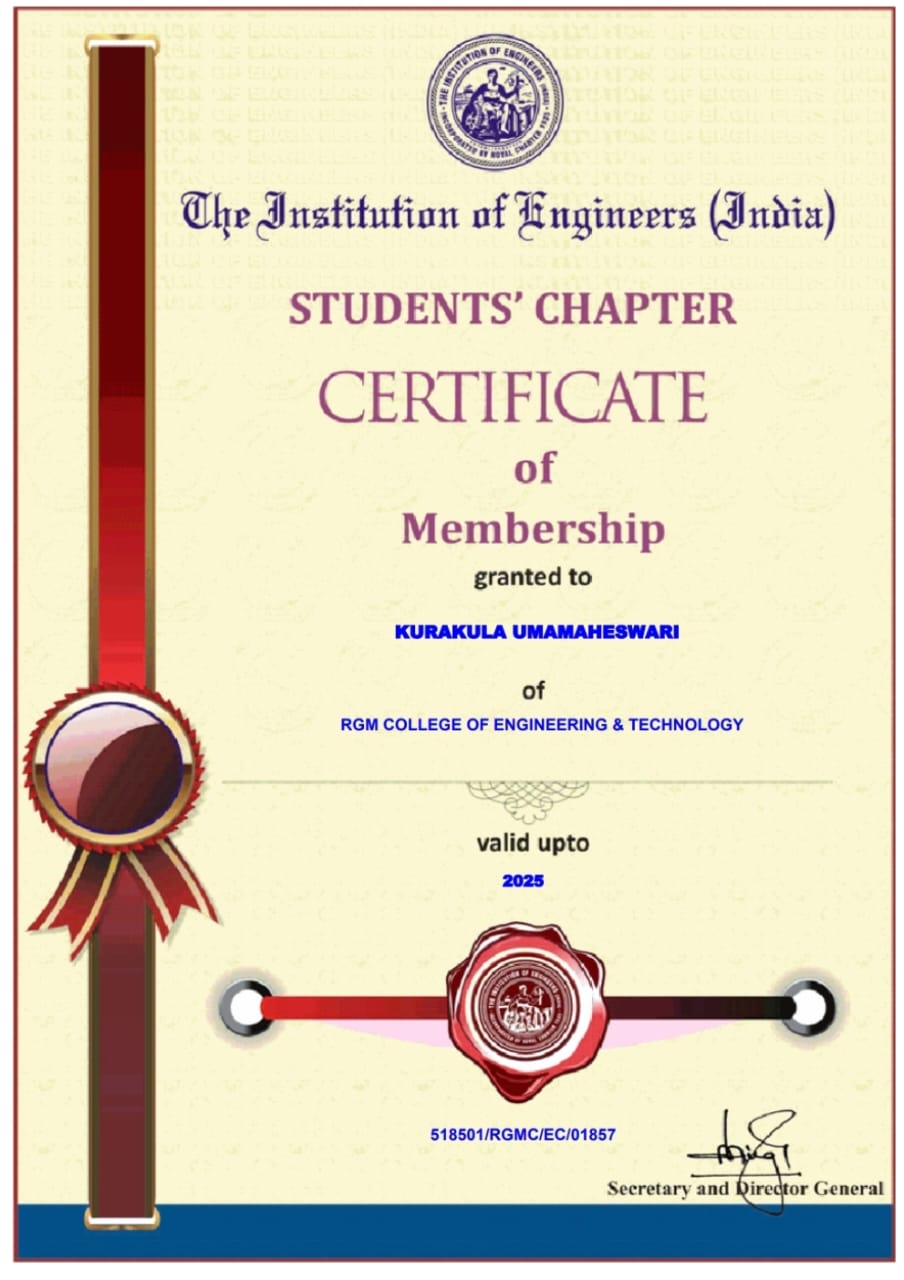 THE INSTITUTION OF ENGINEERS (INDIA)
INCORPORATED BY ROYAL CHARTER 1935
The Institution of Engineers (India)
STUDENTS’ CHAPTER
CERTIFICATE
of
Membership
granted to
KURAKULA UMAMAHESWARI
of
RGM COLLEGE OF ENGINEERING & TECHNOLOGY
valid upto
2025
518501/RGMC/EC/01857
Secretary and Director General